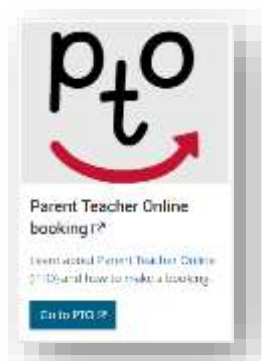 pto
Parent Teacher Online
booking
Learn about Parent Teacher Online
(PTO) and how to make a booking.
Go to PTO